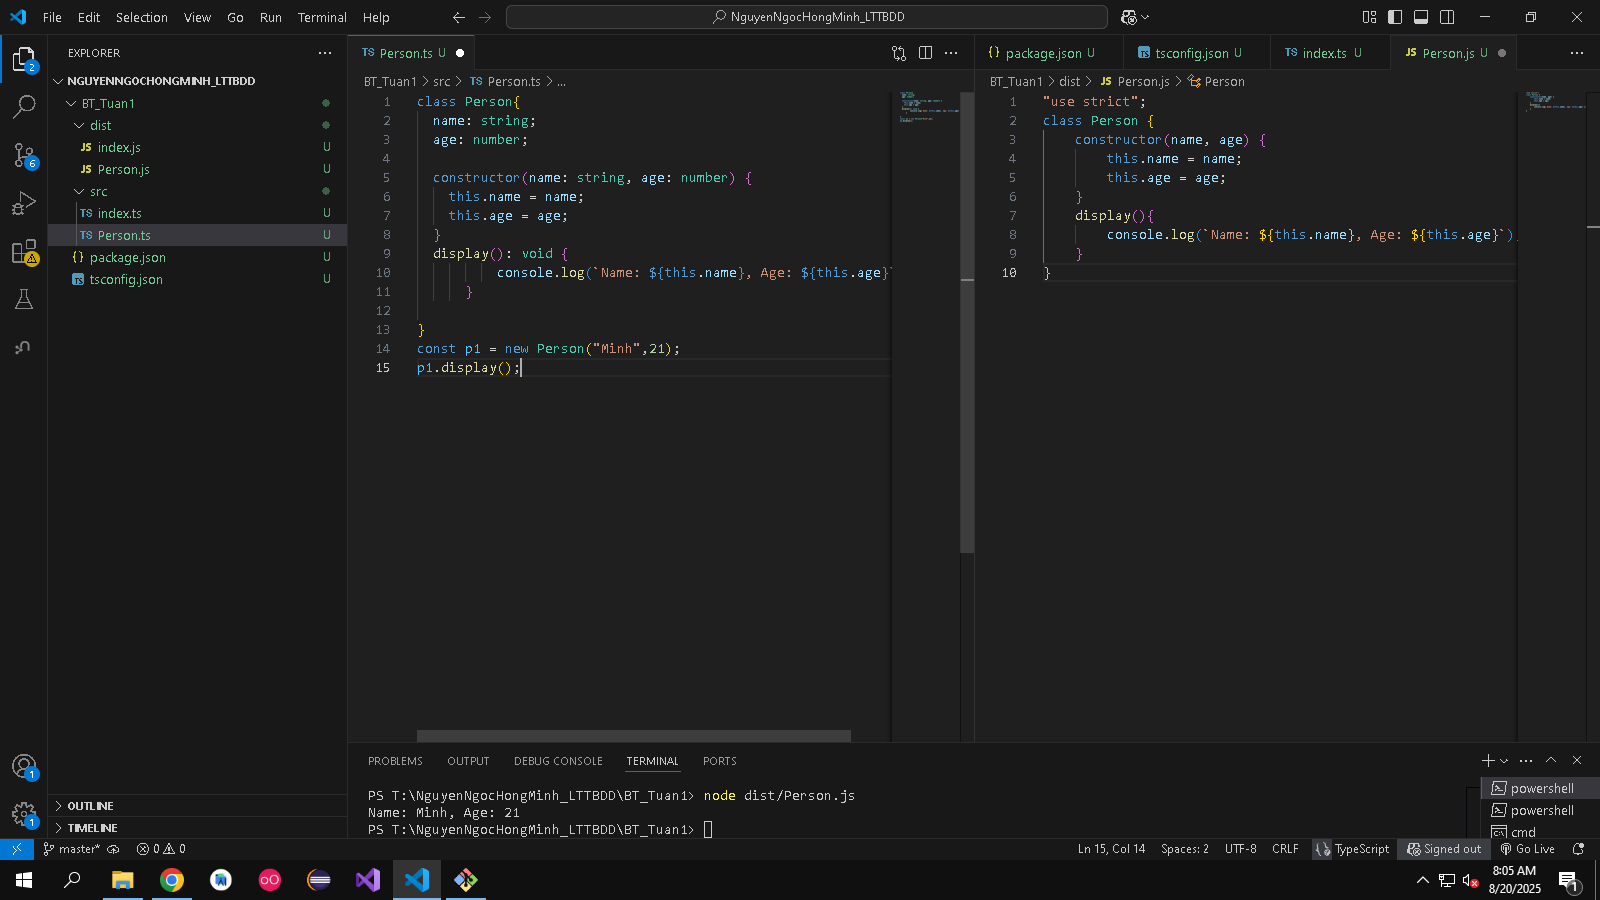 File Edit Selection View Go Run Terminal Help
NguyenNgocHongMinh_LTTBDD
EXPLORER
NGUYENNGOCHONGMINH_LTTBDD
BT_Tuan1
dist
JS index.js U
JS Person.js U
src
TS index.ts U
TS Person.ts U
{} package.json U
TS tsconfig.json U
OUTLINE
TIMELINE
2
6
1
1
TS Person.ts U
BT_Tuan1 > src > TS Person.ts > ...
1 class Person{
2 name: string;
3 age: number;
4
5 constructor(name: string, age: number) {
6 this.name = name;
7 this.age = age;
8 }
9 display(): void {
10 console.log(`Name: ${this.name}, Age: ${this.age}`
11 }
12
13 }
14 const p1 = new Person("Minh",21);
15 p1.display();
{} package.json U TS tsconfig.json U TS index.ts U JS Person.js U
BT_Tuan1 > dist > JS Person.js > Person
1 "use strict";
2 class Person {
3 constructor(name, age) {
4 this.name = name;
5 this.age = age;
6 }
7 display(){
8 console.log(`Name: ${this.name}, Age: ${this.age}`)
9 }
10 }
PROBLEMS OUTPUT DEBUG CONSOLE TERMINAL PORTS
PS T:\NguyenNgocHongMinh_LTTBDD\BT_Tuan1> node dist/Person.js
Name: Minh, Age: 21
PS T:\NguyenNgocHongMinh_LTTBDD\BT_Tuan1>
powershell
powershell
cmd
master* 0 0 Ln 15, Col 14 Spaces: 2 UTF-8 CRLF TypeScript Signed out Go Live
8:05 AM
8/20/2025
1